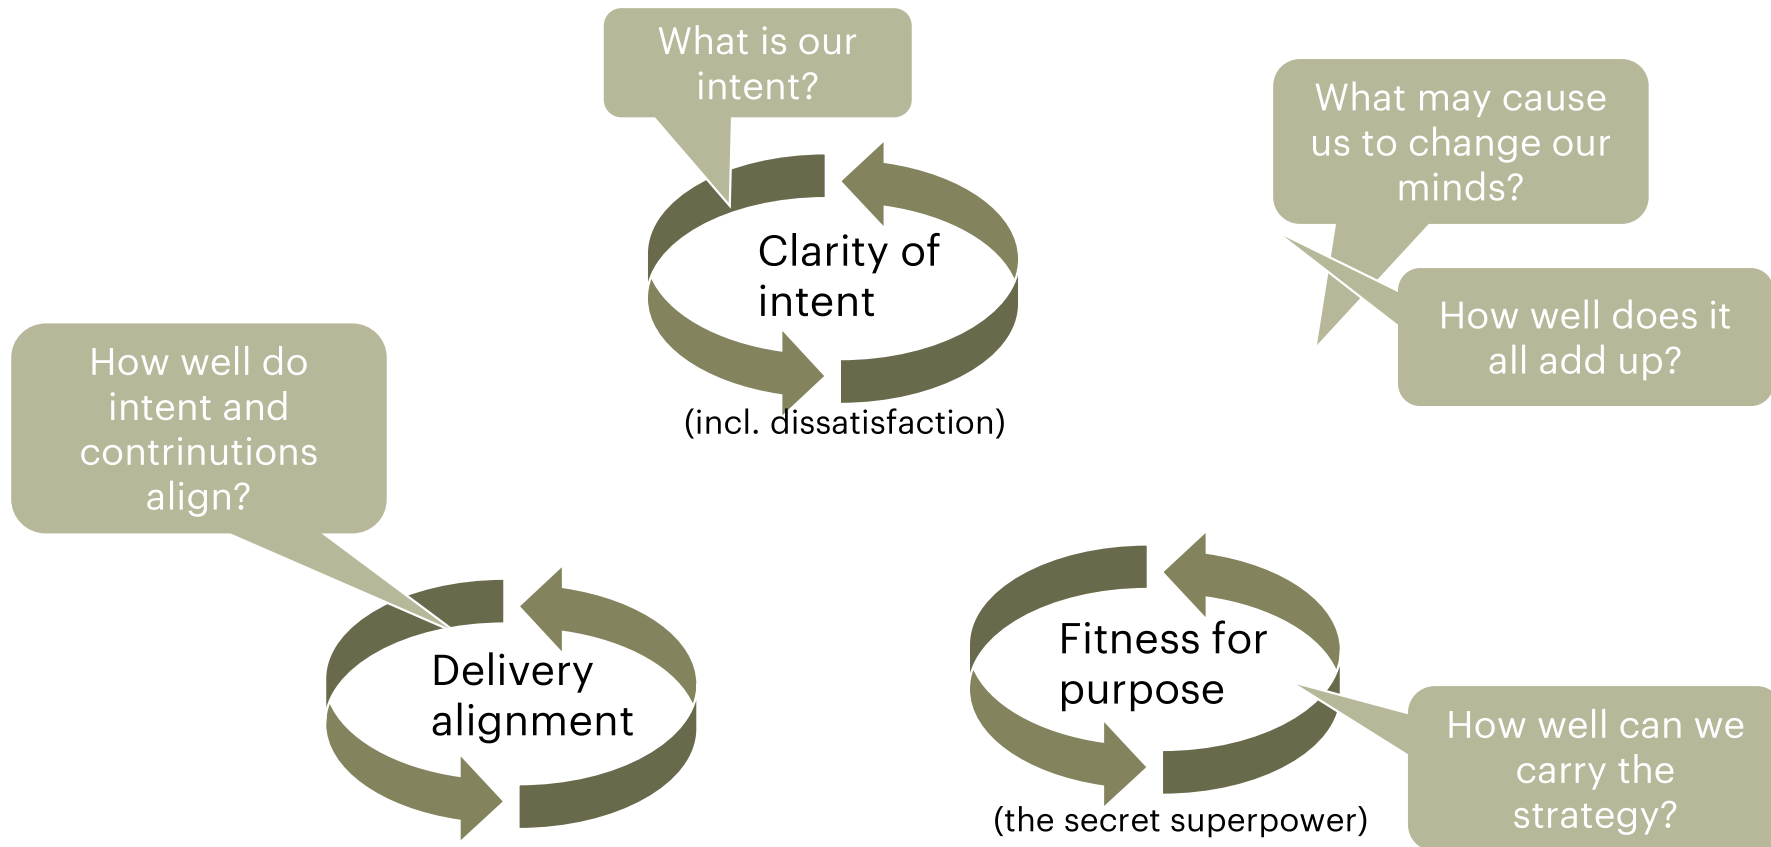 What is our
intent?
What may cause
us to change our
minds?
Clarity of
intent
How well does it
all add up?
How well do
intent and
contrinutions
align?
(incl. dissatisfaction)
Fitness for
purpose
Delivery
alignment
How well can we
carry the
strategy?
(the secret superpower)